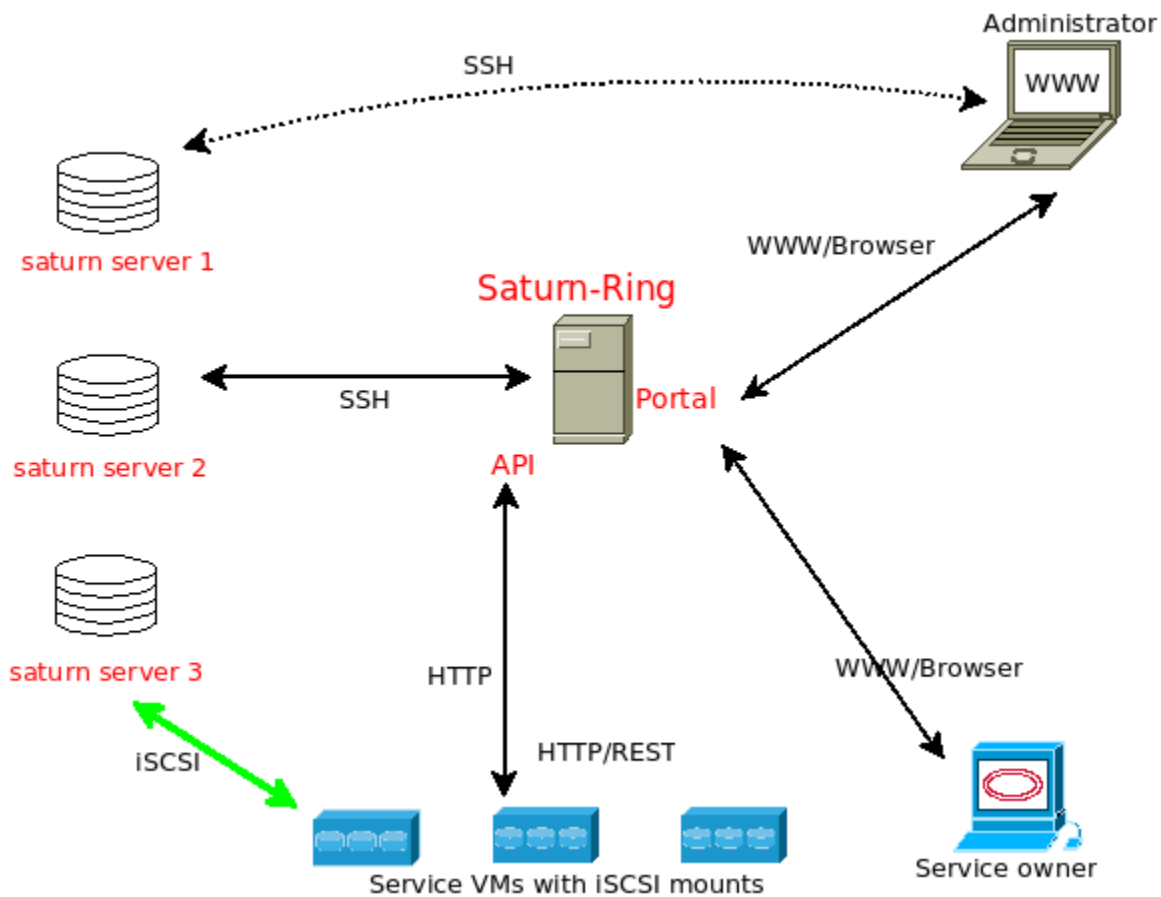 Administrator
SSH
WWW
WWW/Browser
saturn server 1
Saturn-Ring
SSH
Portal
API
saturn server 2
saturn server 3
HTTP
WWW/Browser
iSCSI
HTTP/REST
Service owner
Service VMs with iSCSI mounts